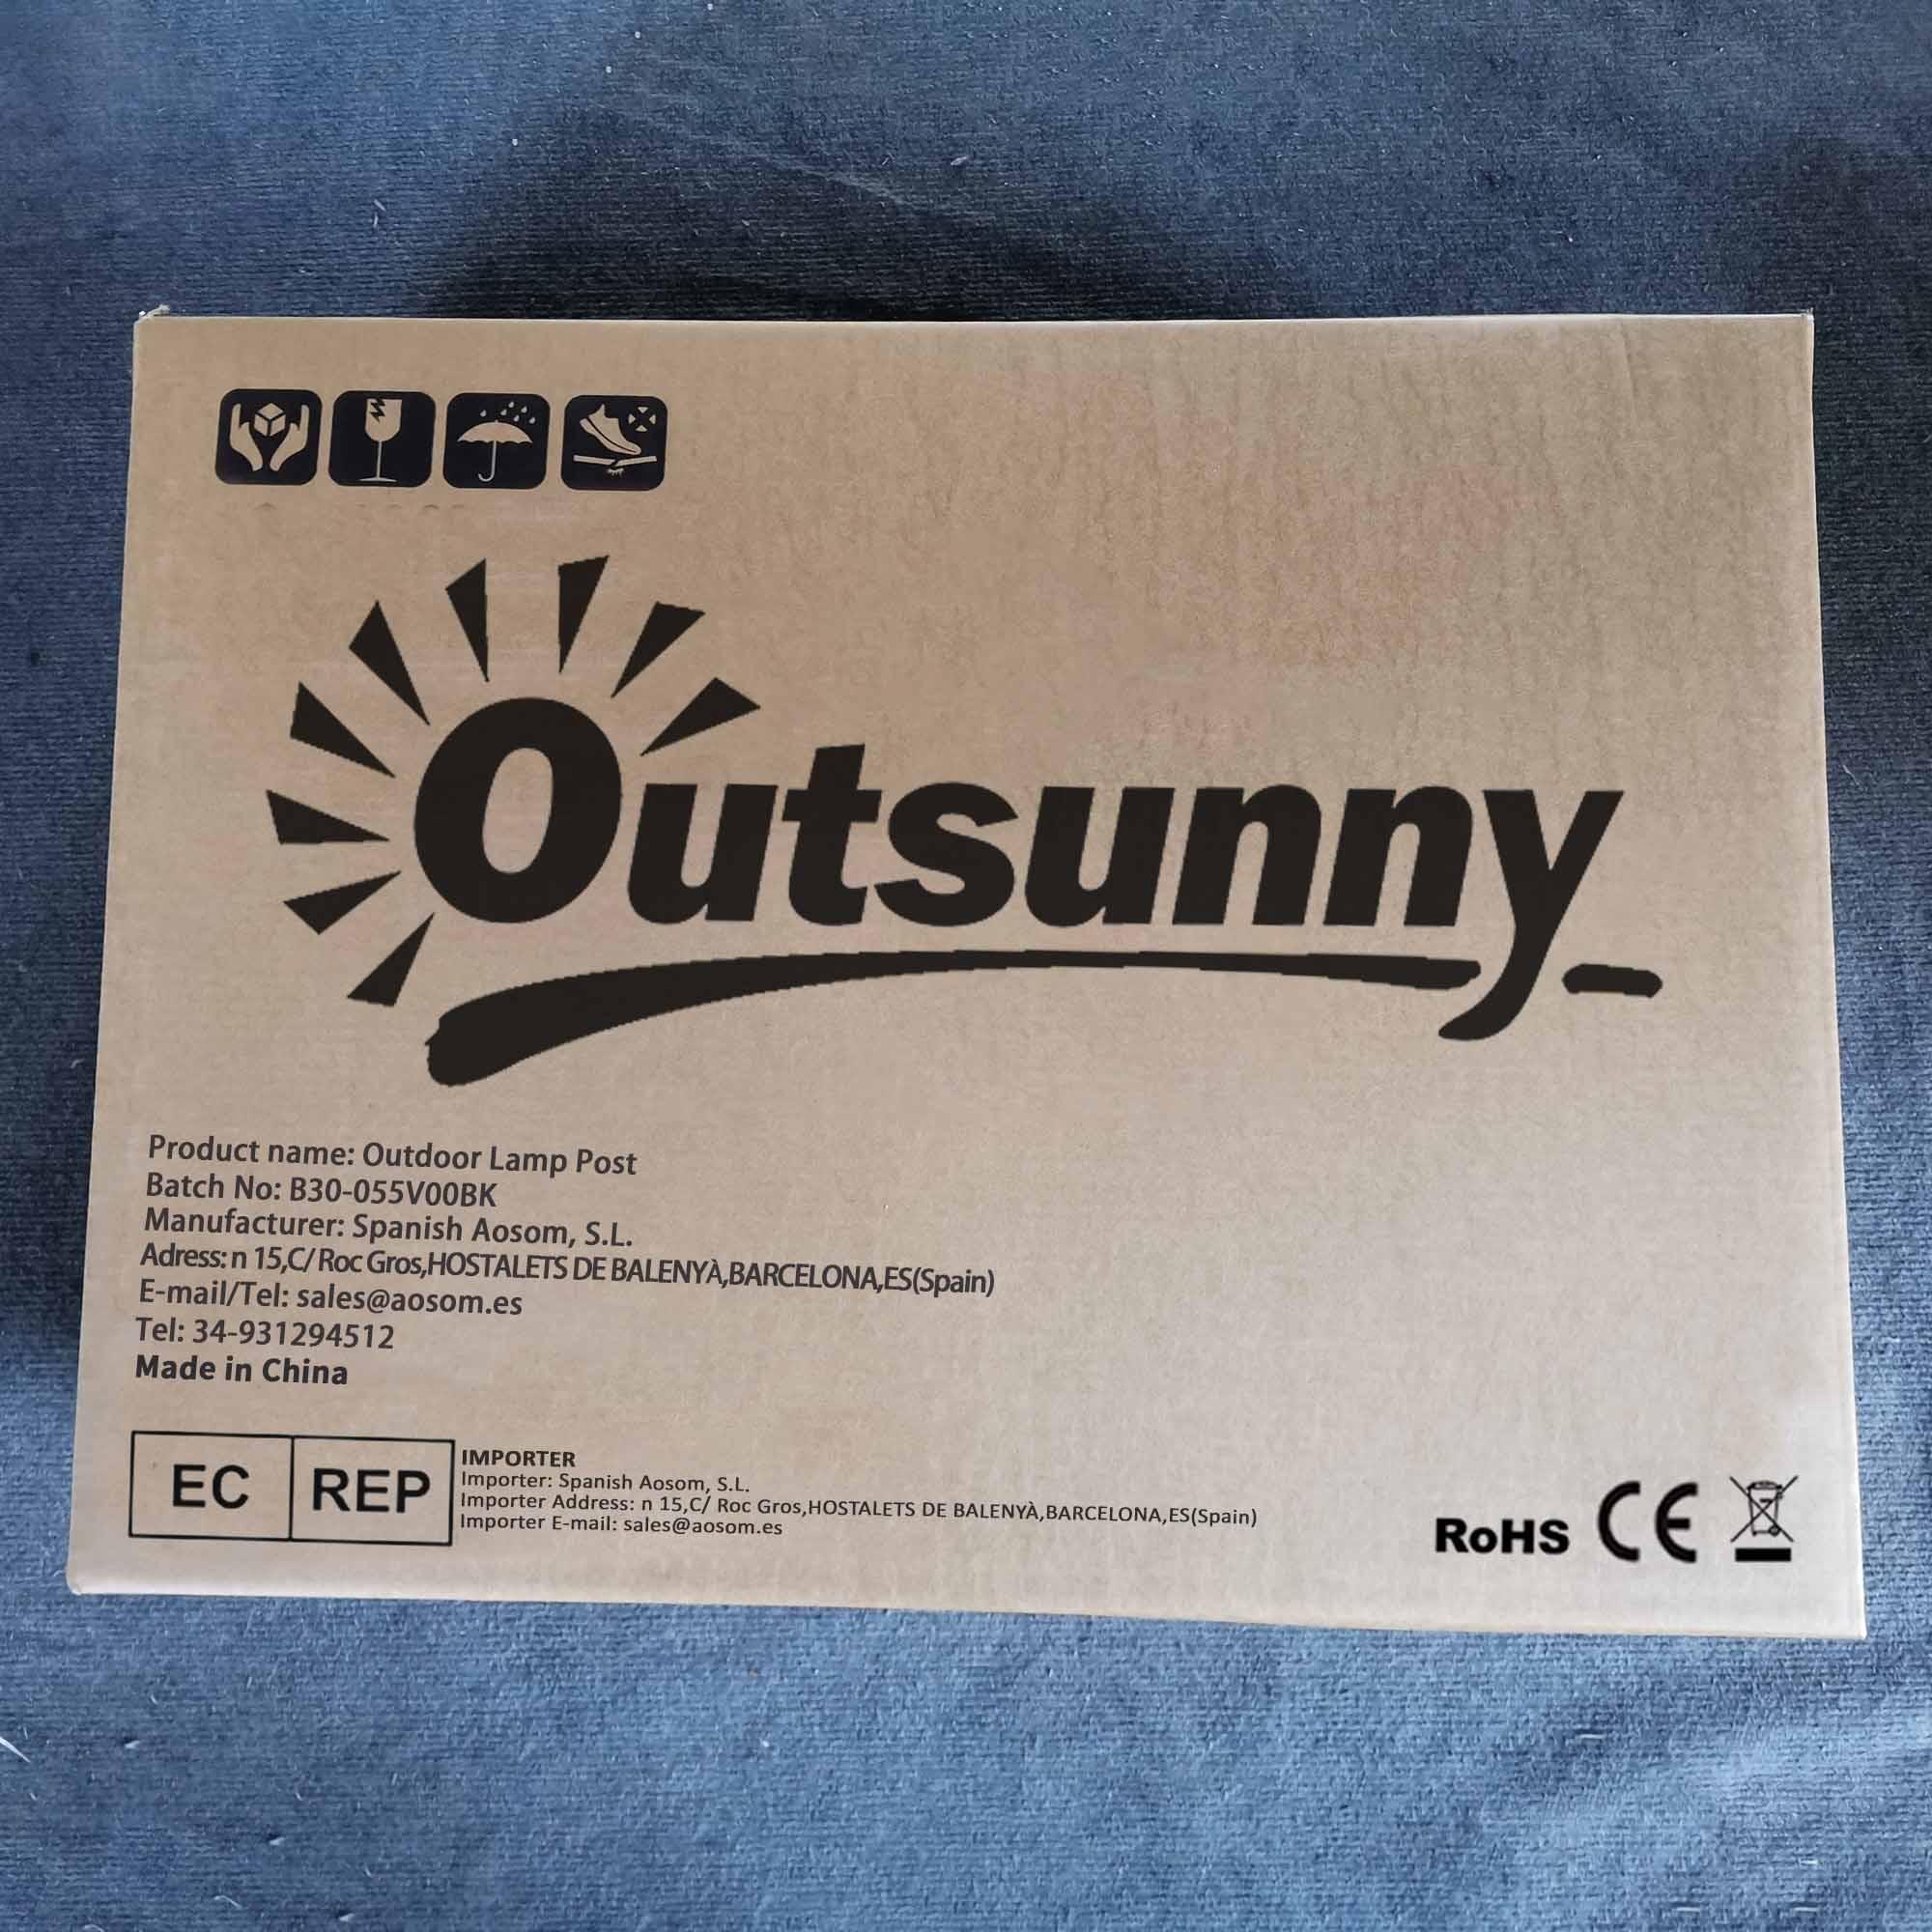 Outsunny
Product name: Outdoor Lamp Post
Batch No: B30-055V00BK
Manufacturer: Spanish Aosom, S.L.
Adress: n 15,C/ Roc Gros,HOSTALETS DE BALENYÀ,BARCELONA,ES(Spain)
E-mail/Tel: sales@aosom.es
Tel: 34-931294512
Made in China
EC REP
IMPORTER
Importer: Spanish Aosom, S.L.
Importer Address: n 15,C/ Roc Gros,HOSTALETS DE BALENYÀ,BARCELONA,ES(Spain)
Importer E-mail: sales@aosom.es
RoHS CE